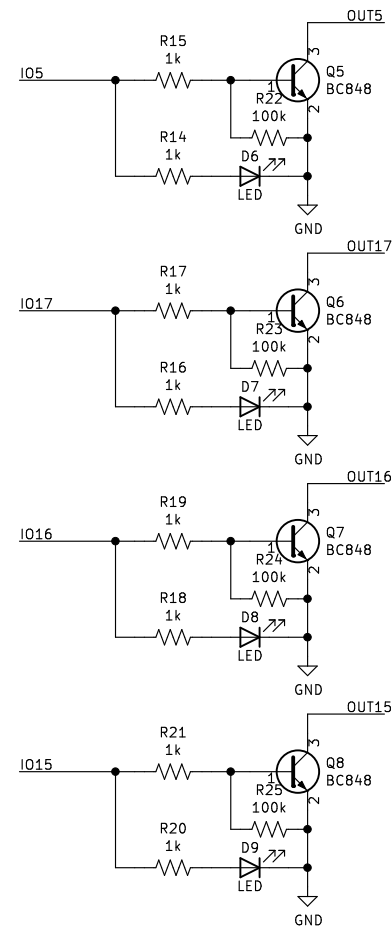 OUT5
R15
1k
3
IO5
Q5
BC848
1
R22
100k
2
R14
1k
D6
LED
GND
OUT17
R17
1k
3
IO17
Q6
BC848
1
R23
100k
2
R16
1k
D7
LED
GND
OUT16
R19
1k
3
IO16
Q7
BC848
1
R24
100k
2
R18
1k
D8
LED
GND
OUT15
R21
1k
3
IO15
Q8
BC848
1
R25
100k
2
R20
1k
D9
LED
GND